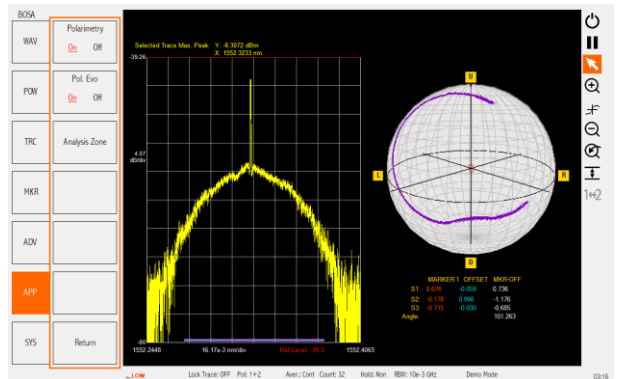 BOSA
WAV
POW
TRC
MKR
ADV
APP
SYS
Polarimetry
On Off
Pol. Evo
On Off
Analysis Zone
Return
Selected Trace Max. Peak: Y: -8.3072 dBm
X: 1552.3233 nm
-39.26
4.07
dB/div
-80
1552.2448 16.17e-3 nm/div Ref Level: -39.3 1552.4065
U
L
R
D
MARKER 1 OFFSET MKR-OFF
S1: 0.676 -0.059 0.736
S2: -0.178 0.998 -1.176
S3: -0.715 -0.030 -0.685
Angle: 101.263
1⇔2
LOW Lock Trace: OFF Pol: 1+2 Aver.: Cont Count: 32 Hold: Non RBW: 10e-3 GHz Demo Mode 03:16